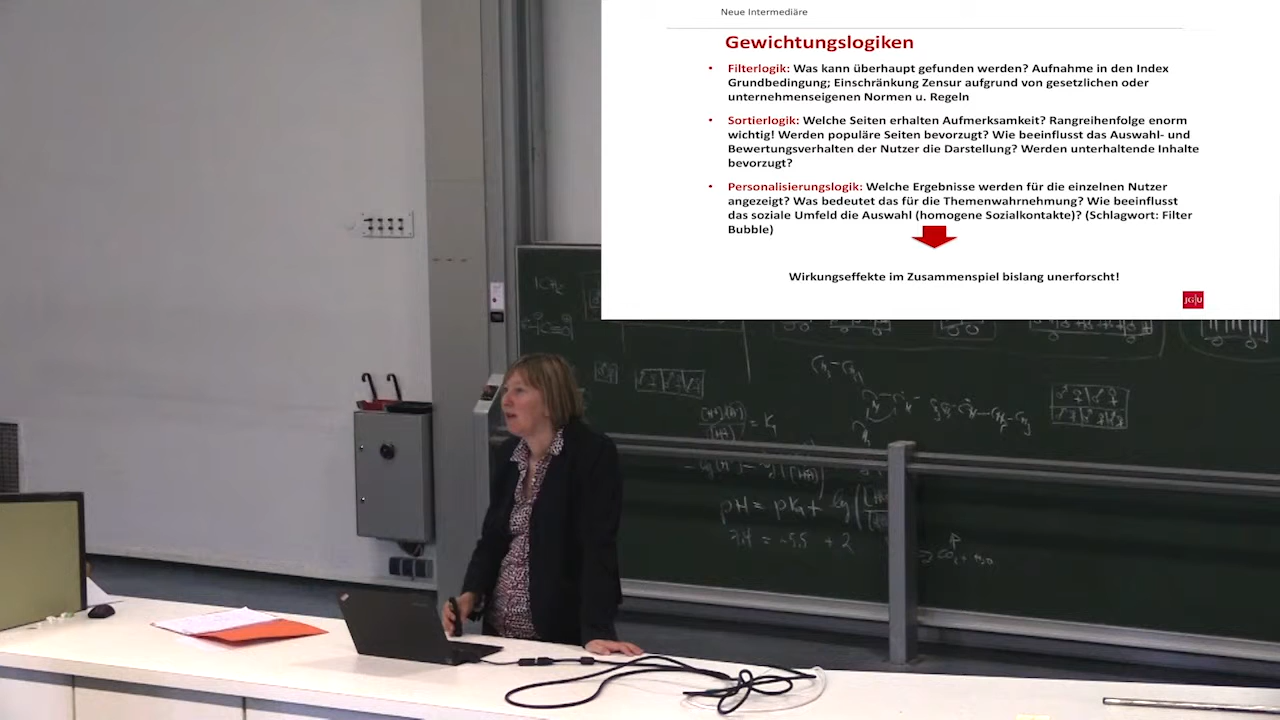 Neue Intermediäre
Gewichtungslogiken
• Filterlogik: Was kann überhaupt gefunden werden? Aufnahme in den Index
Grundbedingung; Einschränkung Zensur aufgrund von gesetzlichen oder
unternehmenseigenen Normen u. Regeln
• Sortierlogik: Welche Seiten erhalten Aufmerksamkeit? Rangreihenfolge enorm
wichtig! Werden populäre Seiten bevorzugt? Wie beeinflusst das Auswahl- und
Bewertungsverhalten der Nutzer die Darstellung? Werden unterhaltende Inhalte
bevorzugt?
• Personalisierungslogik: Welche Ergebnisse werden für die einzelnen Nutzer
angezeigt? Was bedeutet das für die Themenwahrnehmung? Wie beeinflusst
das soziale Umfeld die Auswahl (homogene Sozialkontakte)? (Schlagwort: Filter
Bubble)
Wirkungseffekte im Zusammenspiel bislang unerforscht!
JG|U
pH = pKa + log